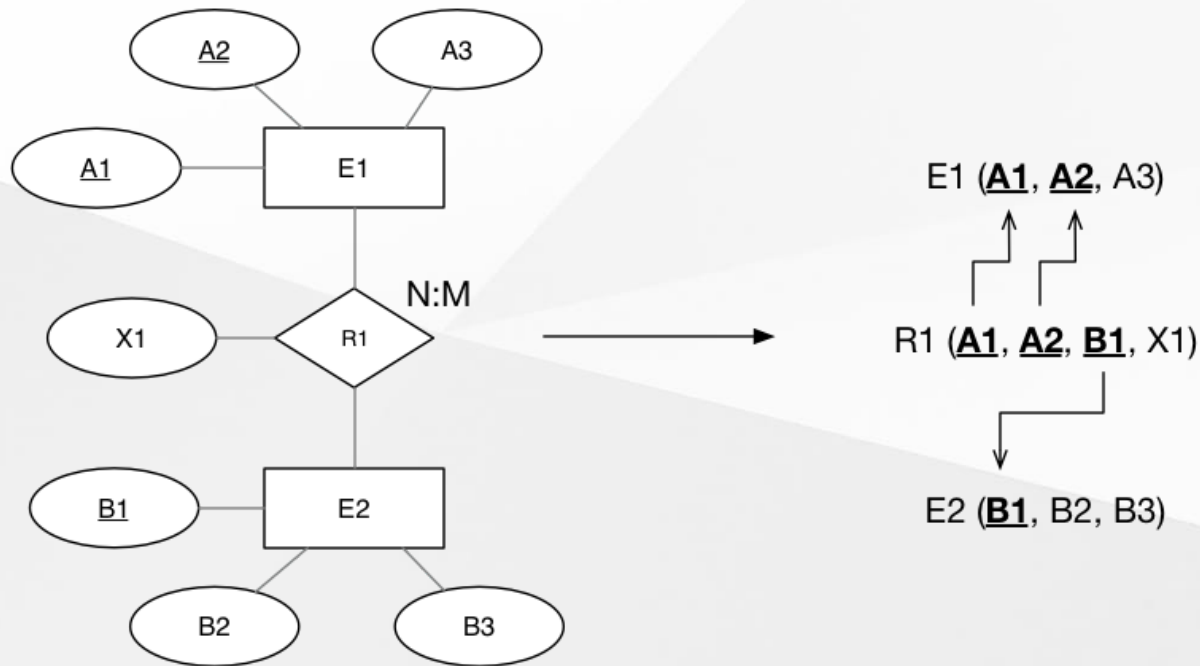 A2
A3
A1
E1
E1 (A1, A2, A3)
N:M
X1
R1
R1 (A1, A2, B1, X1)
B1
E2
E2 (B1, B2, B3)
B2
B3